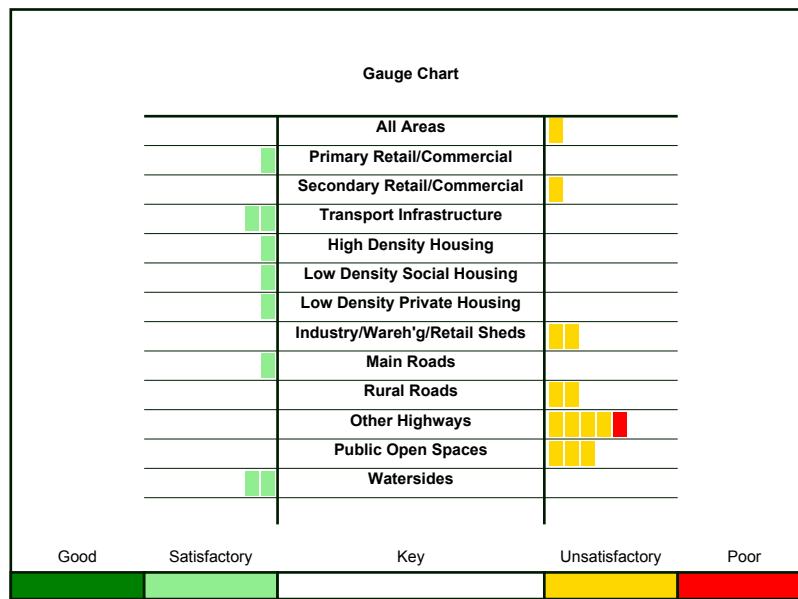 Gauge Chart
All Areas
Primary Retail/Commercial
Secondary Retail/Commercial
Transport Infrastructure
High Density Housing
Low Density Social Housing
Low Density Private Housing
Industry/Wareh'g/Retail Sheds
Main Roads
Rural Roads
Other Highways
Public Open Spaces
Watersides
Good Satisfactory Key Unsatisfactory Poor